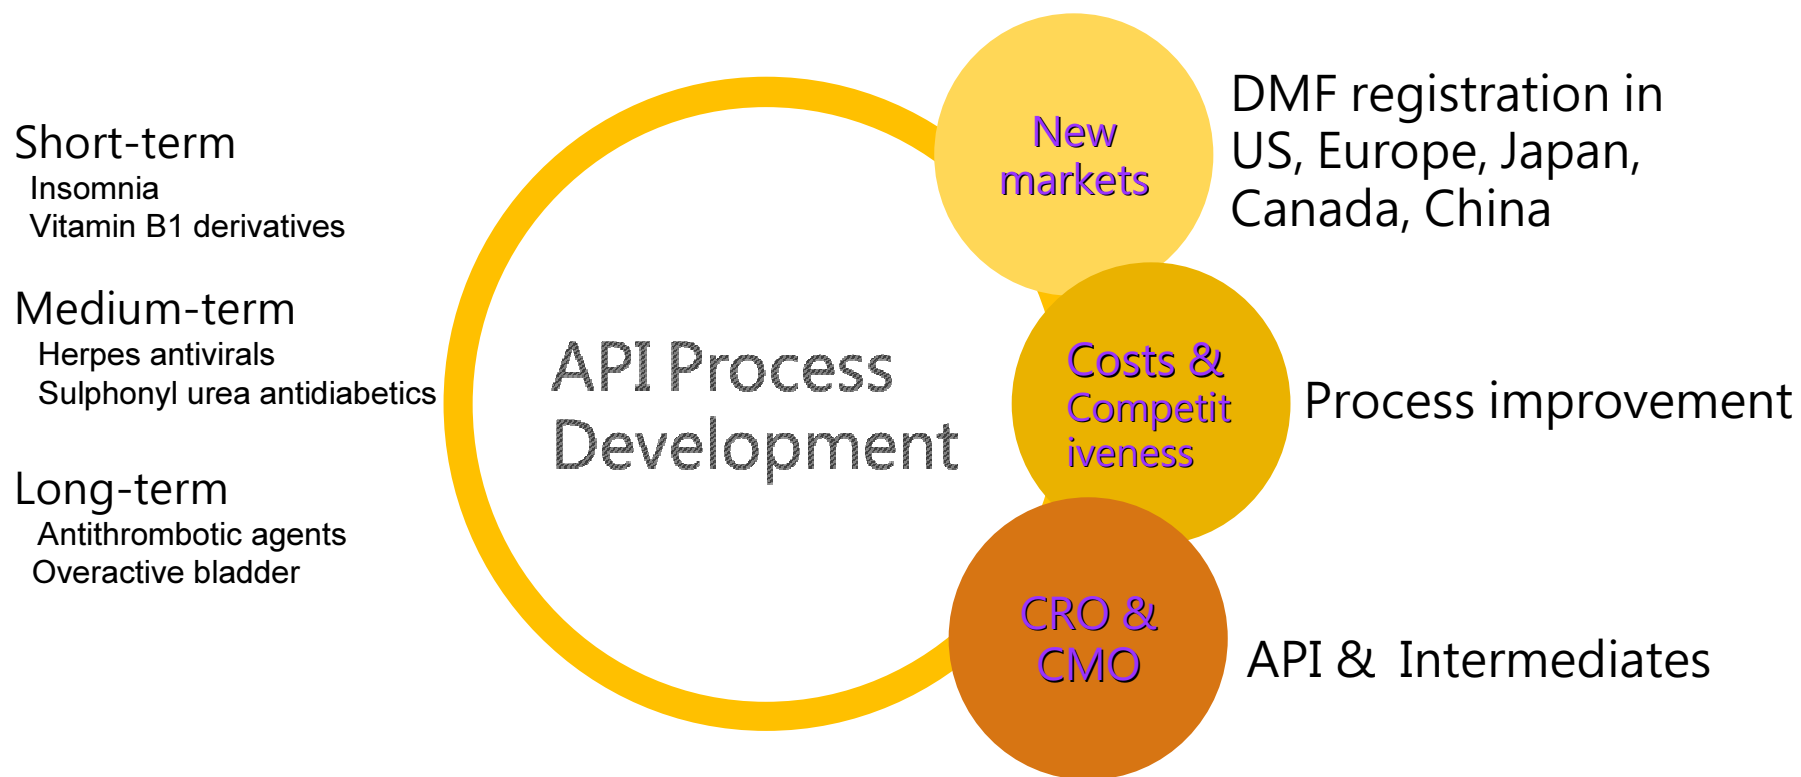 Short-term
Insomnia
Vitamin B1 derivatives
Medium-term
Herpes antivirals
Sulphonyl urea antidiabetics
Long-term
Antithrombotic agents
Overactive bladder
API Process
Development
New
markets
DMF registration in
US, Europe, Japan,
Canada, China
Costs &
Competit
iveness
Process improvement
CRO &
CMO
API &  Intermediates